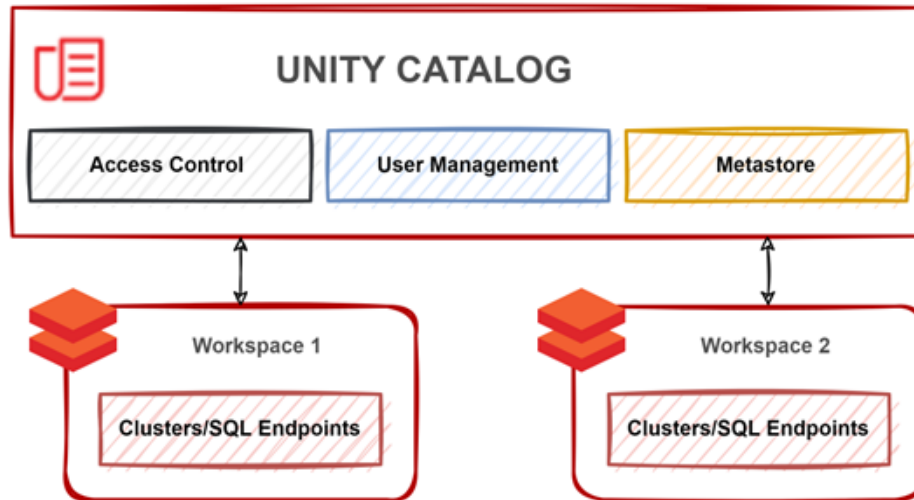 UNITY CATALOG
Access Control
User Management
Metastore
Workspace 1
Workspace 2
Clusters/SQL Endpoints
Clusters/SQL Endpoints